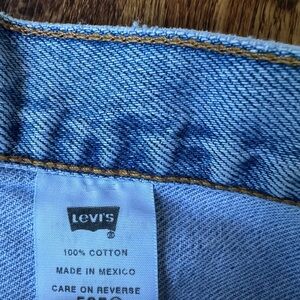 Levi's
100% COTTON
MADE IN MEXICO
CARE ON REVERSE